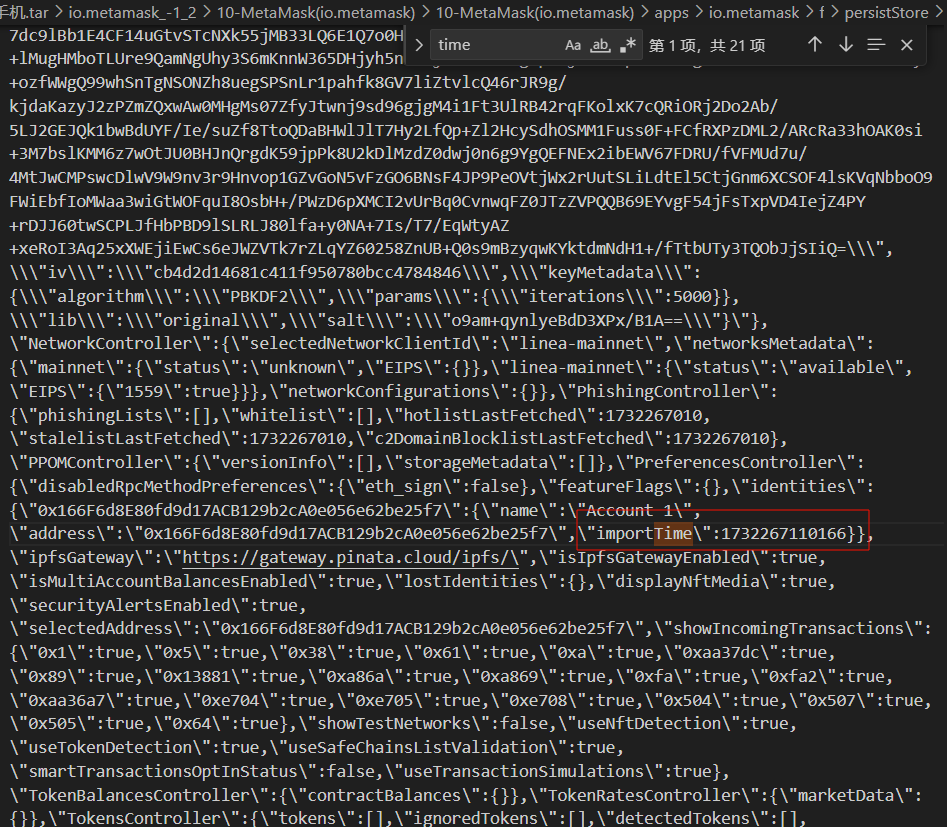 手机.tar > io.metamask_-1_2 > 10-MetaMask(io.metamask) > 10-MetaMask(io.metamask) > apps > io.metamask > f > persistStore >
time
Aa ab .*
第 1 项，共 21 项
7dc9lBb1E4CF14uGtvSTcNXk55jMB33LQ6E1Q7o0H
+lMugHMboTLUre9QamNgUhy3S6mKnnW365DHjyh5n
+ozfWWgQ99whSnTgNSONZh8uegSPSnLr1pahfk8GV7liZtvlcQ46rJR9g/
kjdaKazyJ2zPZmZQxwAw0MHgMs07ZfyJtwnj9sd96gjgM4i1Ft3UlRB42rqFKolxK7cQRiORj2Do2Ab/
5LJ2GEJQk1bwBdUYF/Ie/suZf8TtoQDaBHWlJlT7Hy2LfQp+Zl2HcySdhOSMM1Fuss0F+FCfRXPzDML2/ARcRa33hOAK0si
+3M7bslKMM6z7wOtJU0BHJnQrgdK59jpPk8U2kDlMzdZ0dwj0n6g9YgQEFNEx2ibEWV67FDRU/fVFMUd7u/
4MtJwCMPswcDlwV9W9nv3r9Hnvop1GZvGoN5vFzGO6BNsF4JP9PeOVtjWx2rUutSLiLdtEl5CtjGnm6XCSOF4lsKVqNbboO9
FWiEbfIoMWaa3wiGtWOFquI8OsbH+/PWzD6pXMCI2vUrBq0CvnwqFZ0JTzZVPQQB69EYvgF54jFsTxpVD4IejZ4PY
+rDJJ60twSCPLJfHbPBD9lSLRLJ80lfa+y0NA+7Is/T7/EqWtyAZ
+xeRoI3Aq25xXWEjiEwCs6eJWZVTk7rZLqYZ60258ZnUB+Q0s9mBzyqwKYktdmNdH1+/fTtbUTy3TQObJjSIiQ=\\\",
\\\"iv\\\":\\\"cb4d2d14681c411f950780bcc4784846\\\",\\\"keyMetadata\\\":
{\\\"algorithm\\\":\\\"PBKDF2\\\",\\\"params\\\":{\\\"iterations\\\":5000}},
\\\"lib\\\":\\\"original\\\",\\\"salt\\\":\\\"o9am+qynlyeBdD3XPx/B1A==\\\"}\"},
\"NetworkController\":{\"selectedNetworkClientId\":\"linea-mainnet\",\"networksMetadata\":
{\"mainnet\":{\"status\":\"unknown\",\"EIPS\":{}},\"linea-mainnet\":{\"status\":\"available\",
\"EIPS\":{\"1559\":true}}},\"networkConfigurations\":{}},\"PhishingController\":
{\"phishingLists\":[],\"whitelist\":[],\"hotlistLastFetched\":1732267010,
\"stalelistLastFetched\":1732267010,\"c2DomainBlocklistLastFetched\":1732267010},
\"PPOMController\":{\"versionInfo\":[],\"storageMetadata\":[]},\"PreferencesController\":
{\"disabledRpcMethodPreferences\":{\"eth_sign\":false},\"featureFlags\":{},\"identities\":
{\"0x166F6d8E80fd9d17ACB129b2cA0e056e62be25f7\":{\"name\":\"Account 1\",
\"address\":\"0x166F6d8E80fd9d17ACB129b2cA0e056e62be25f7\",\"importTime\":1732267110166}},
\"ipfsGateway\":\"https://gateway.pinata.cloud/ipfs/\",\"isIpfsGatewayEnabled\":true,
\"isMultiAccountBalancesEnabled\":true,\"lostIdentities\":{},\"displayNftMedia\":true,
\"securityAlertsEnabled\":true,
\"selectedAddress\":\"0x166F6d8E80fd9d17ACB129b2cA0e056e62be25f7\",\"showIncomingTransactions\":
{\"0x1\":true,\"0x5\":true,\"0x38\":true,\"0x61\":true,\"0xa\":true,\"0xaa37dc\":true,
\"0x89\":true,\"0x13881\":true,\"0xa86a\":true,\"0xa869\":true,\"0xfa\":true,\"0xfa2\":true,
\"0xaa36a7\":true,\"0xe704\":true,\"0xe705\":true,\"0xe708\":true,\"0x504\":true,\"0x507\":true,
\"0x505\":true,\"0x64\":true},\"showTestNetworks\":false,\"useNftDetection\":true,
\"useTokenDetection\":true,\"useSafeChainsListValidation\":true,
\"smartTransactionsOptInStatus\":false,\"useTransactionSimulations\":true},
\"TokenBalancesController\":{\"contractBalances\":{}},\"TokenRatesController\":{\"marketData\":
{}},\"TokensController\":{\"tokens\":[],\"ignoredTokens\":[],\"detectedTokens\":[],